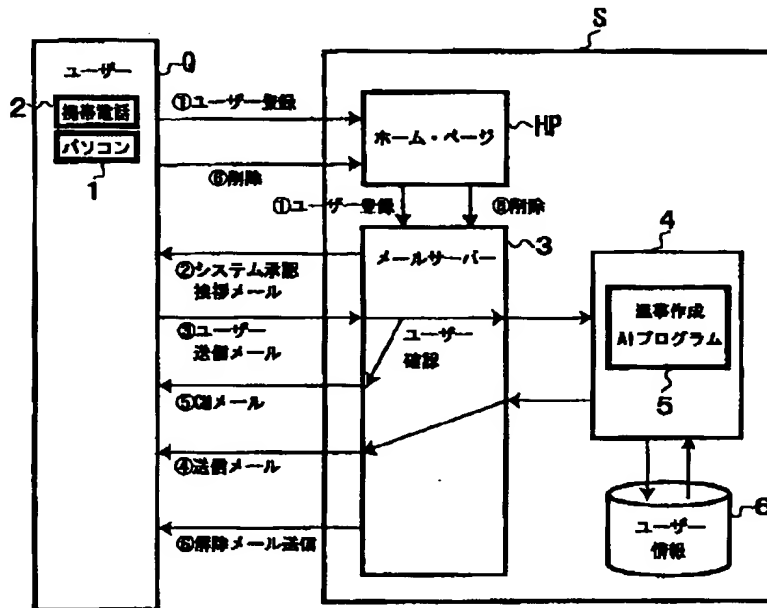 S
ユーザー
Q
2
携帯電話
パソコン
1
①ユーザー登録
削除
ホーム・ページ
HP
①ユーザー登録
削除
メールサーバー
3
②システム承認
挨拶メール
③ユーザー
送信メール
ユーザー
確認
⑤CMメール
④送信メール
⑥解除メール送信
4
返事作成
AIプログラム
5
ユーザー
情報
6